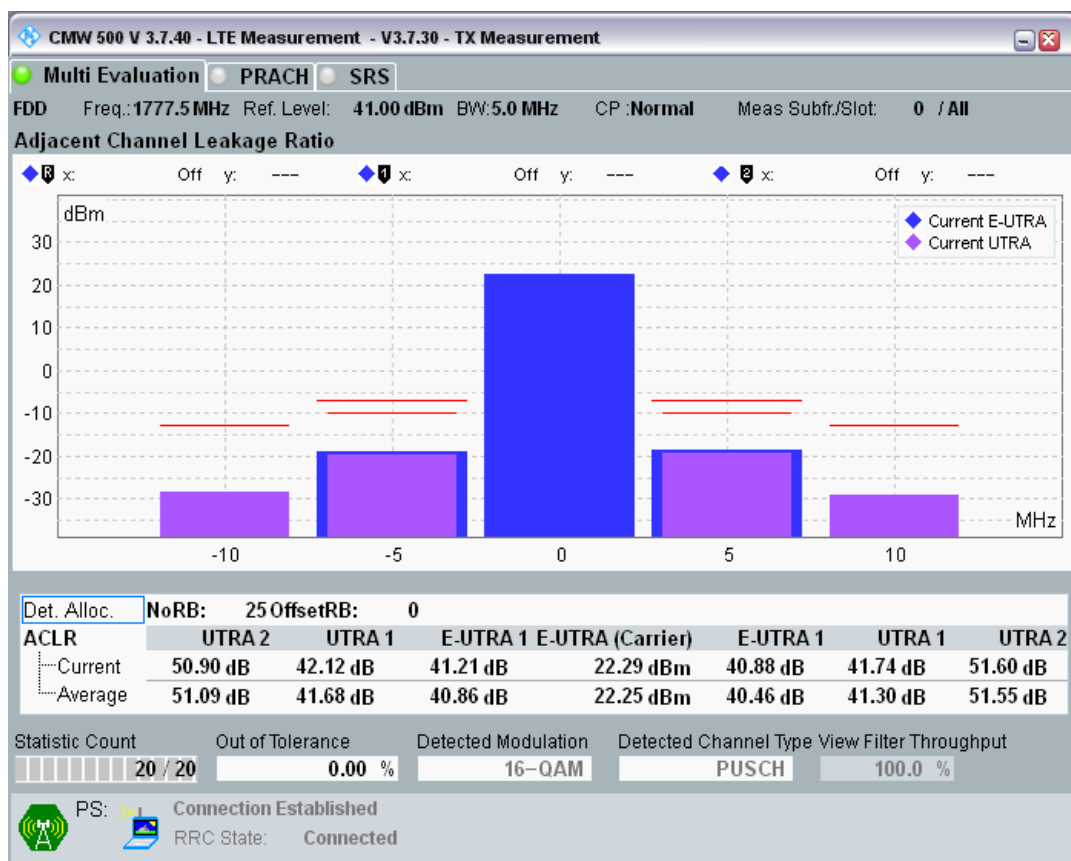 CMW 500 V 3.7.40 - LTE Measurement - V3.7.30 - TX Measurement
Multi Evaluation PRACH SRS
FDD Freq.:1777.5 MHz Ref. Level: 41.00 dBm BW:5.0 MHz CP :Normal Meas Subfr./Slot: 0 / All
Adjacent Channel Leakage Ratio
R x: Off y: --- 1 x: Off y: --- 2 x: Off y: ---
dBm
Current E-UTRA
Current UTRA
30
20
10
0
-10
-20
-30
MHz
-10 -5 0 5 10
Det. Alloc. NoRB: 25 OffsetRB: 0
ACLR UTRA 2 UTRA 1 E-UTRA 1 E-UTRA (Carrier) E-UTRA 1 UTRA 1 UTRA 2
Current 50.90 dB 42.12 dB 41.21 dB 22.29 dBm 40.88 dB 41.74 dB 51.60 dB
Average 51.09 dB 41.68 dB 40.86 dB 22.25 dBm 40.46 dB 41.30 dB 51.55 dB
Statistic Count Out of Tolerance Detected Modulation Detected Channel Type View Filter Throughput
20 / 20 0.00 % 16-QAM PUSCH 100.0 %
PS: Connection Established
RRC State: Connected